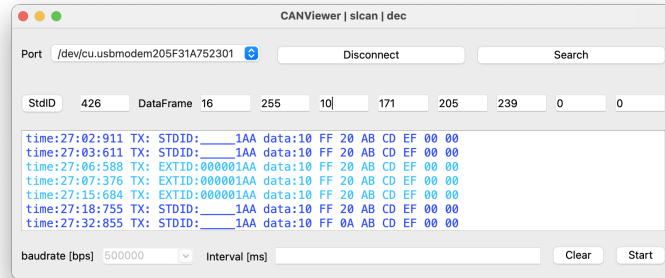 CANViewer | slcan | dec
Port /dev/cu.usbmodem205F31A752301 Disconnect Search
StdID 426 DataFrame 16 255 10 171 205 239 0 0
time:27:02:911 TX: STDID:_____1AA data:10 FF 20 AB CD EF 00 00
time:27:03:611 TX: STDID:_____1AA data:10 FF 20 AB CD EF 00 00
time:27:06:588 TX: EXTID:000001AA data:10 FF 20 AB CD EF 00 00
time:27:07:376 TX: EXTID:000001AA data:10 FF 20 AB CD EF 00 00
time:27:15:684 TX: EXTID:000001AA data:10 FF 20 AB CD EF 00 00
time:27:18:755 TX: STDID:_____1AA data:10 FF 20 AB CD EF 00 00
time:27:32:855 TX: STDID:_____1AA data:10 FF 0A AB CD EF 00 00
baudrate [bps] 500000 Interval [ms] Clear Start